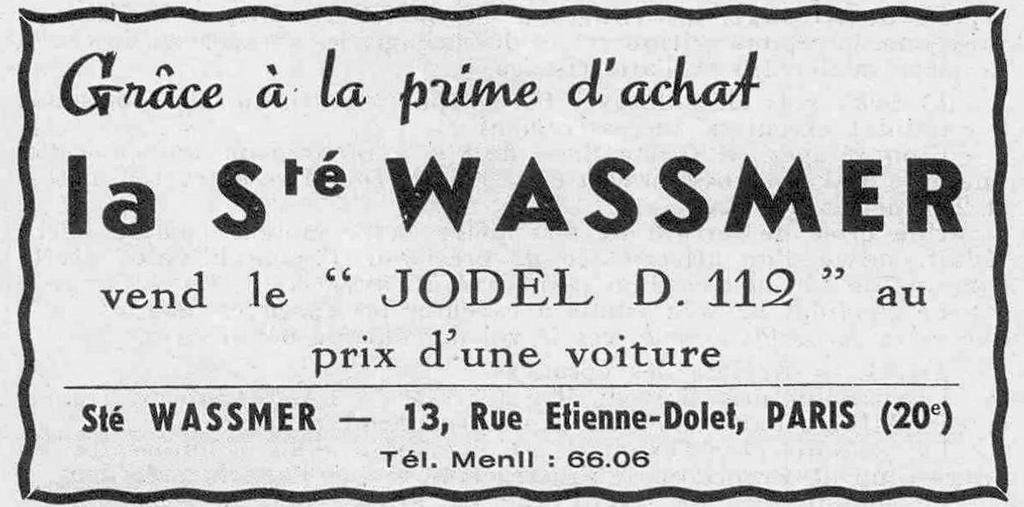 Grâce à la prime d'achat
la Sté WASSMER
vend le “ JODEL D. 112 ” au
prix d'une voiture
Sté WASSMER — 13, Rue Etienne-Dolet, PARIS (20e)
Tél. Menil : 66.06